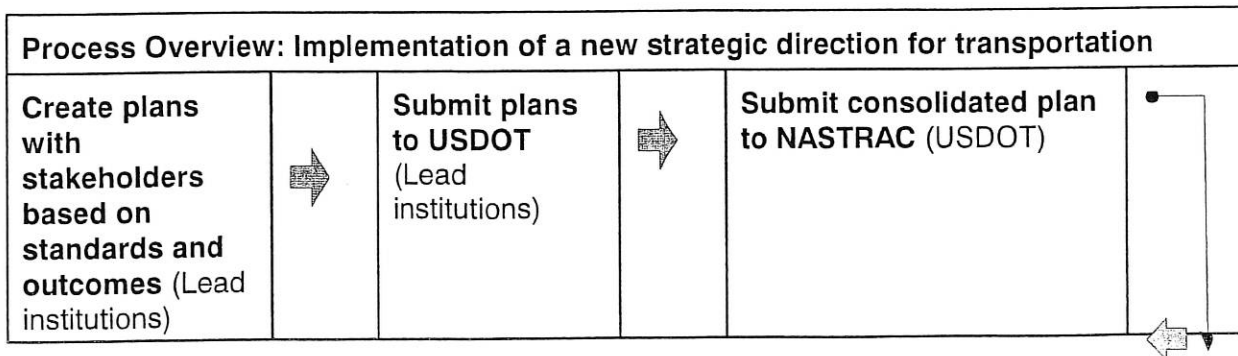 Process Overview: Implementation of a new strategic direction for transportation
Create plans
with
stakeholders
based on
standards and
outcomes (Lead
institutions)
Submit plans
to USDOT
(Lead
institutions)
Submit consolidated plan
to NASTRAC (USDOT)